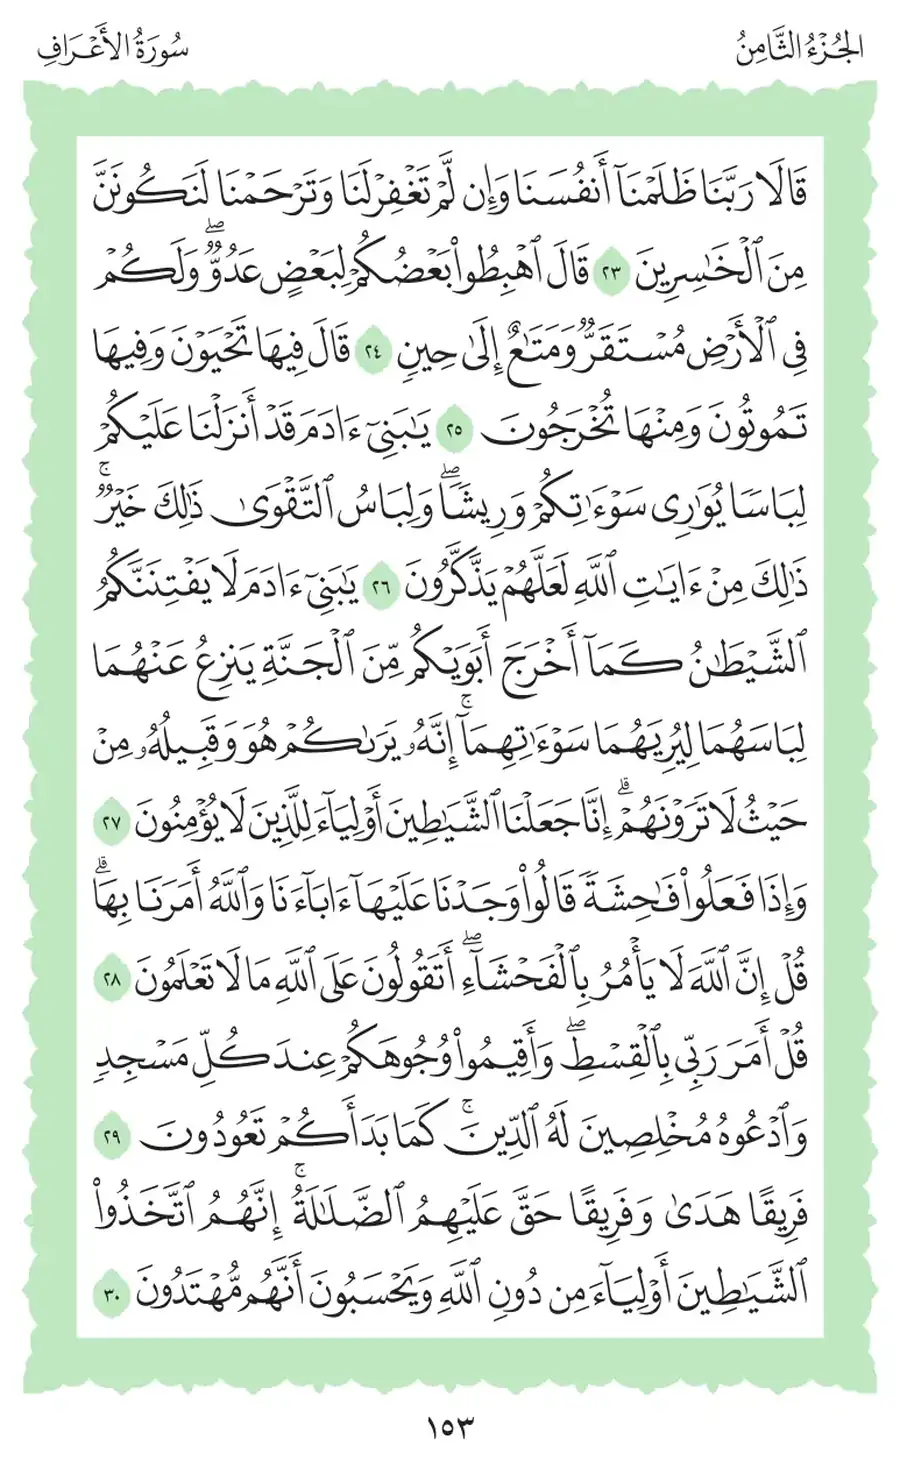 الجُزْءُ الثَّامِنُ
سُورَةُ الأَعْرَافِ
قَالَا رَبَّنَا ظَلَمْنَآ أَنفُسَنَا وَإِن لَّمْ تَغْفِرْ لَنَا وَتَرْحَمْنَا لَنَكُونَنَّ
مِنَ ٱلْخَٰسِرِينَ ٢٣ قَالَ ٱهْبِطُوا۟ بَعْضُكُمْ لِبَعْضٍ عَدُوٌّ ۖ وَلَكُمْ
فِى ٱلْأَرْضِ مُسْتَقَرٌّ وَمَتَٰعٌ إِلَىٰ حِينٍ ٢٤ قَالَ فِيهَا تَحْيَوْنَ وَفِيهَا
تَمُوتُونَ وَمِنْهَا تُخْرَجُونَ ٢٥ يَٰبَنِىٓ ءَادَمَ قَدْ أَنزَلْنَا عَلَيْكُمْ
لِبَاسًا يُوَٰرِى سَوْءَٰتِكُمْ وَرِيشًا ۖ وَلِبَاسُ ٱلتَّقْوَىٰ ذَٰلِكَ خَيْرٌ ۚ
ذَٰلِكَ مِنْ ءَايَٰتِ ٱللَّهِ لَعَلَّهُمْ يَذَّكَّرُونَ ٢٦ يَٰبَنِىٓ ءَادَمَ لَا يَفْتِنَنَّكُمُ
ٱلشَّيْطَٰنُ كَمَآ أَخْرَجَ أَبَوَيْكُم مِّنَ ٱلْجَنَّةِ يَنزِعُ عَنْهُمَا
لِبَاسَهُمَا لِيُرِيَهُمَا سَوْءَٰتِهِمَآ ۚ إِنَّهُۥ يَرَىٰكُمْ هُوَ وَقَبِيلُهُۥ مِنْ
حَيْثُ لَا تَرَوْنَهُمْ ۗ إِنَّا جَعَلْنَا ٱلشَّيَٰطِينَ أَوْلِيَآءَ لِلَّذِينَ لَا يُؤْمِنُونَ ٢٧
وَإِذَا فَعَلُوا۟ فَٰحِشَةً قَالُوا۟ وَجَدْنَا عَلَيْهَآ ءَابَآءَنَا وَٱللَّهُ أَمَرَنَا بِهَا ۗ
قُلْ إِنَّ ٱللَّهَ لَا يَأْمُرُ بِٱلْفَحْشَآءِ ۖ أَتَقُولُونَ عَلَى ٱللَّهِ مَا لَا تَعْلَمُونَ ٢٨
قُلْ أَمَرَ رَبِّى بِٱلْقِسْطِ ۖ وَأَقِيمُوا۟ وُجُوهَكُمْ عِندَ كُلِّ مَسْجِدٍ
وَٱدْعُوهُ مُخْلِصِينَ لَهُ ٱلدِّينَ ۚ كَمَا بَدَأَكُمْ تَعُودُونَ ٢٩
فَرِيقًا هَدَىٰ وَفَرِيقًا حَقَّ عَلَيْهِمُ ٱلضَّلَٰلَةُ ۚ إِنَّهُمُ ٱتَّخَذُوا۟
ٱلشَّيَٰطِينَ أَوْلِيَآءَ مِن دُونِ ٱللَّهِ وَيَحْسَبُونَ أَنَّهُم مُّهْتَدُونَ ٣٠
١٥٣